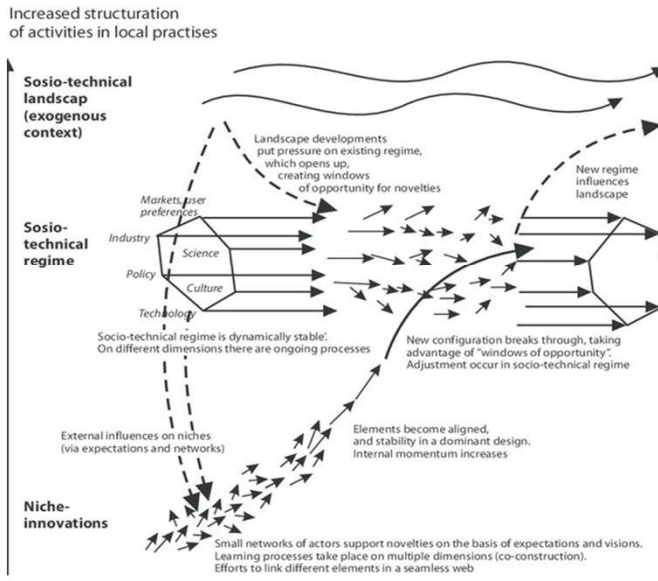 Increased structuration
of activities in local practises
Socio-technical
landscap
(exogenous
context)
Landscape developments
put pressure on existing regime,
which opens up,
creating windows
of opportunity for novelties
New regime
influences
landscape
Markets, user
preferences
Socio-
technical
regime
Industry
Science
Policy
Culture
Technology
Socio-technical regime is dynamically stable'.
On different dimensions there are ongoing processes
New configuration breaks through, taking
advantage of "windows of opportunity".
Adjustment occur in socio-technical regime
External influences on niches
(via expectations and networks)
Elements become aligned,
and stability in a dominant design.
Internal momentum increases
Niche-
innovations
Small networks of actors support novelties on the basis of expectations and visions.
Learning processes take place on multiple dimensions (co-construction).
Efforts to link different elements in a seamless web